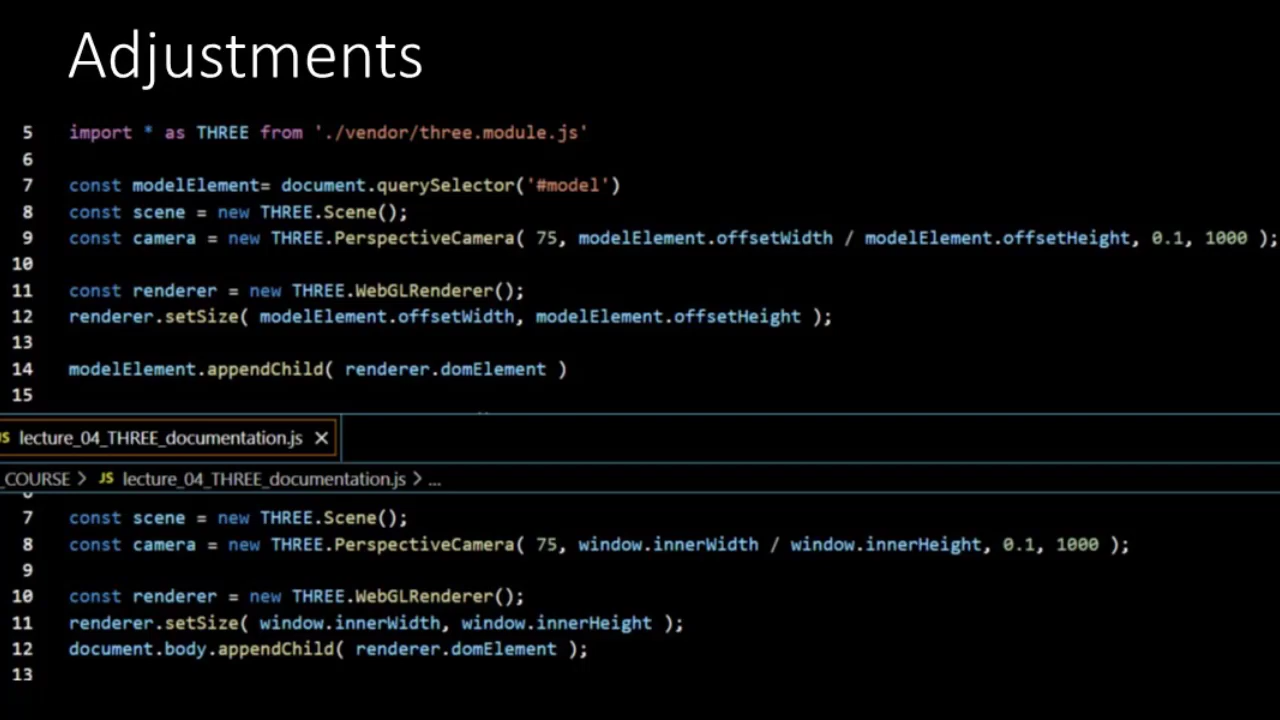 Adjustments
5 import * as THREE from './vendor/three.module.js'
6
7 const modelElement= document.querySelector('#model')
8 const scene = new THREE.Scene();
9 const camera = new THREE.PerspectiveCamera( 75, modelElement.offsetWidth / modelElement.offsetHeight, 0.1, 1000 );
10
11 const renderer = new THREE.WebGLRenderer();
12 renderer.setSize( modelElement.offsetWidth, modelElement.offsetHeight );
13
14 modelElement.appendChild( renderer.domElement )
15
JS lecture_04_THREE_documentation.js ×
_COURSE > JS lecture_04_THREE_documentation.js > ...
7 const scene = new THREE.Scene();
8 const camera = new THREE.PerspectiveCamera( 75, window.innerWidth / window.innerHeight, 0.1, 1000 );
9
10 const renderer = new THREE.WebGLRenderer();
11 renderer.setSize( window.innerWidth, window.innerHeight );
12 document.body.appendChild( renderer.domElement );
13